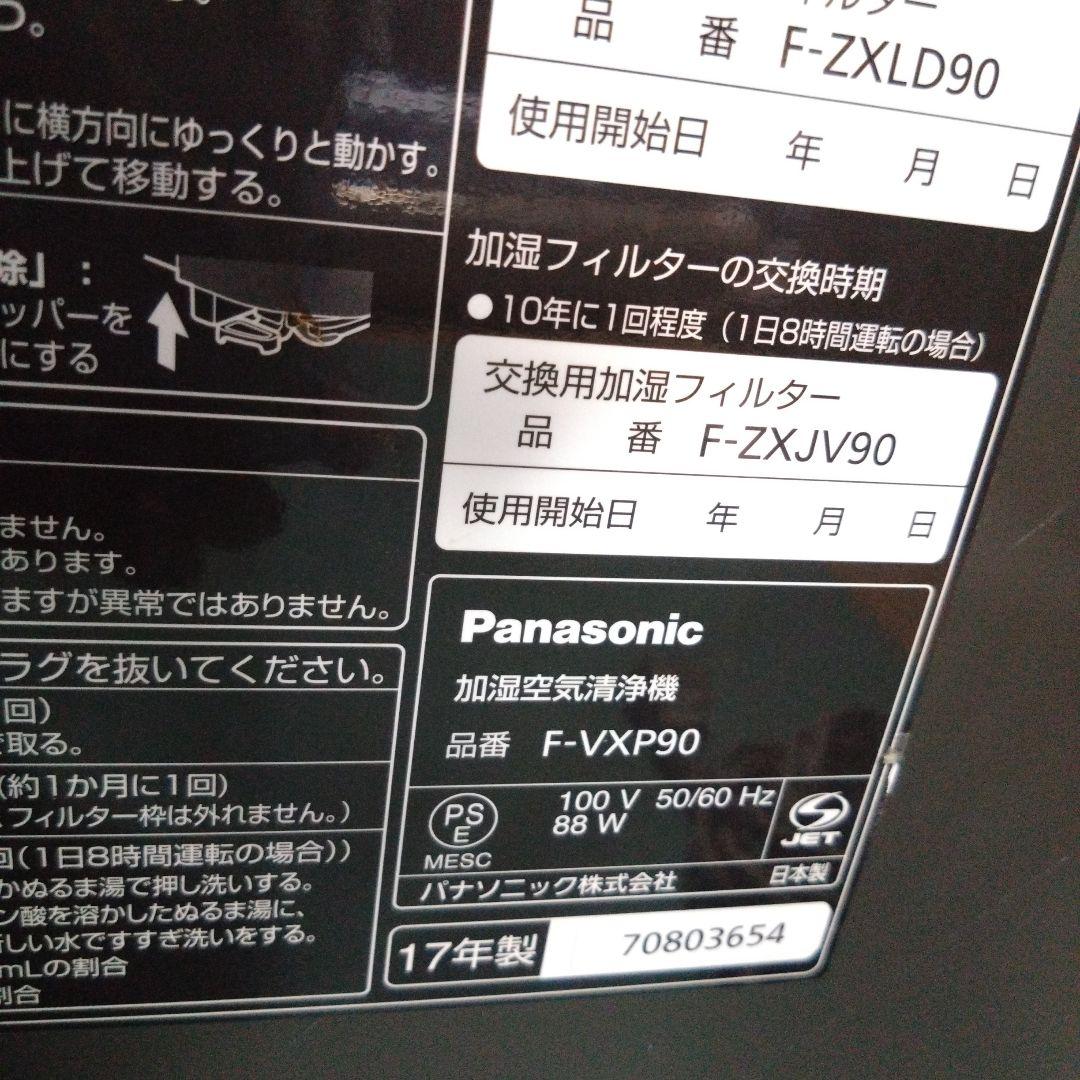 に横方向にゆっくりと動かす。
上げて移動する。
除」：
ッパーを
にする
ません。
あります。
ますが異常ではありません。
ラグを抜いてください。
回）
取る。
（約1か月に1回）
フィルター枠は外れません。）
回（1日8時間運転の場合））
かぬるま湯で押し洗いする。
ン酸を溶かしたぬるま湯に、
しい水ですすぎ洗いをする。
mLの割合
割合
品 番 F-ZXLD90
使用開始日 年 月 日
加湿フィルターの交換時期
●10年に1回程度（1日8時間運転の場合）
交換用加湿フィルター
品 番 F-ZXJV90
使用開始日 年 月 日
Panasonic
加湿空気清浄機
品番 F-VXP90
PS
E
MESC
100 V 50/60 Hz
88 W
JET
パナソニック株式会社 日本製
17年製 70803654